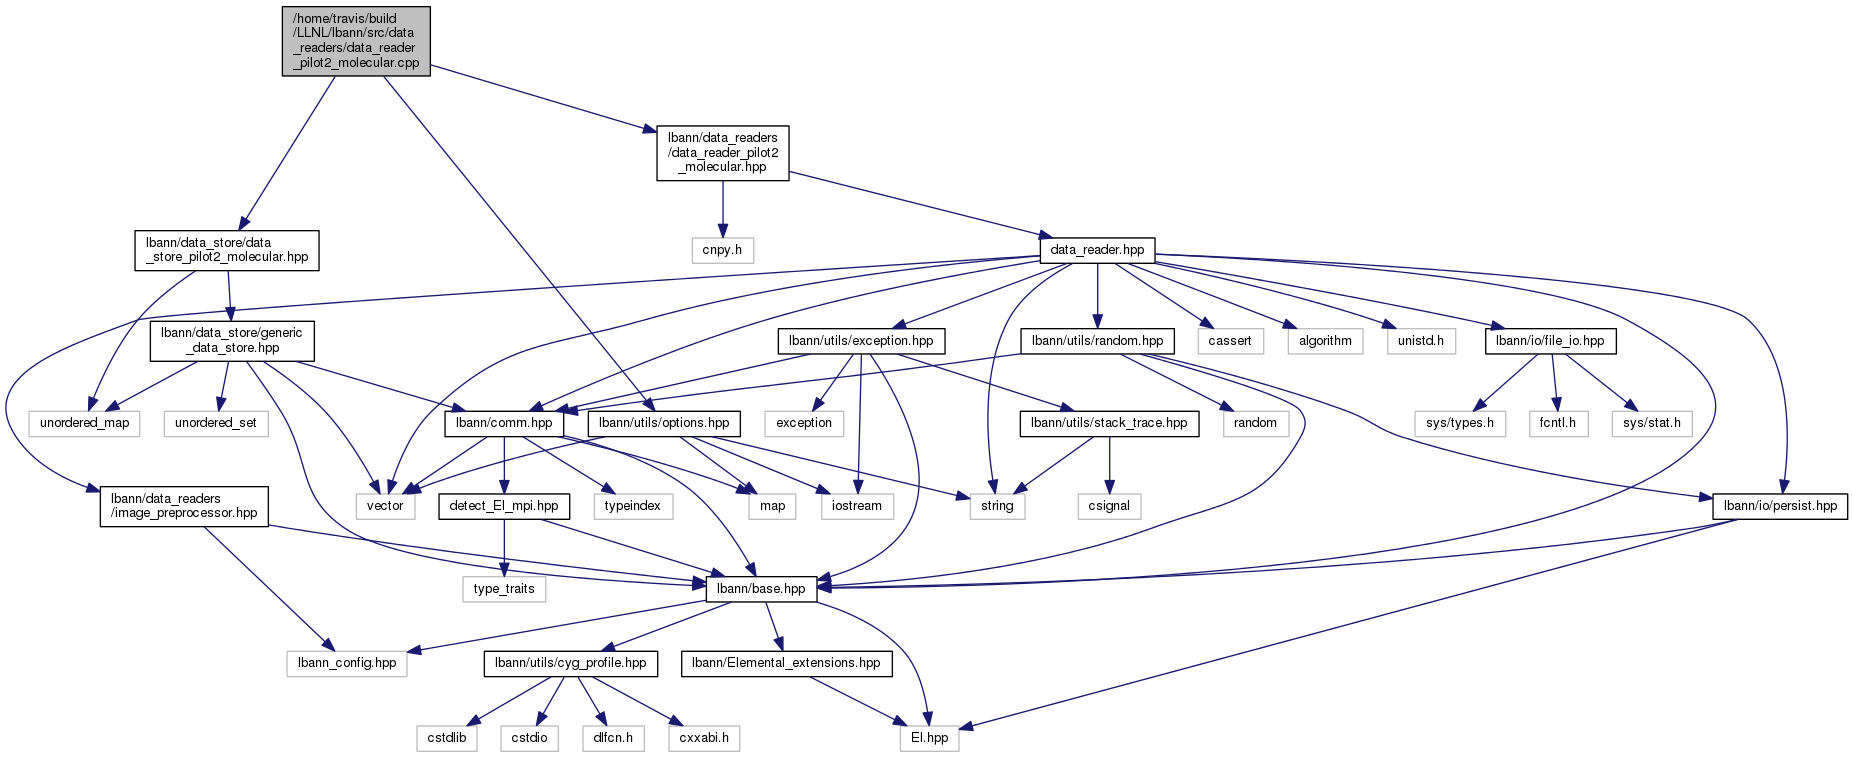 /home/travis/build
/LLNL/lbann/src/data
_readers/data_reader
_pilot2_molecular.cpp
lbann/data_readers
/data_reader_pilot2
_molecular.hpp
lbann/data_store/data
_store_pilot2_molecular.hpp
cnpy.h
data_reader.hpp
lbann/data_store/generic
_data_store.hpp
lbann/utils/exception.hpp
lbann/utils/random.hpp
cassert
algorithm
unistd.h
lbann/io/file_io.hpp
unordered_map
unordered_set
lbann/comm.hpp
lbann/utils/options.hpp
exception
lbann/utils/stack_trace.hpp
random
sys/types.h
fcntl.h
sys/stat.h
lbann/data_readers
/image_preprocessor.hpp
vector
detect_El_mpi.hpp
typeindex
map
iostream
string
csignal
lbann/io/persist.hpp
type_traits
lbann/base.hpp
lbann_config.hpp
lbann/utils/cyg_profile.hpp
lbann/Elemental_extensions.hpp
cstdlib
cstdio
dlfcn.h
cxxabi.h
El.hpp